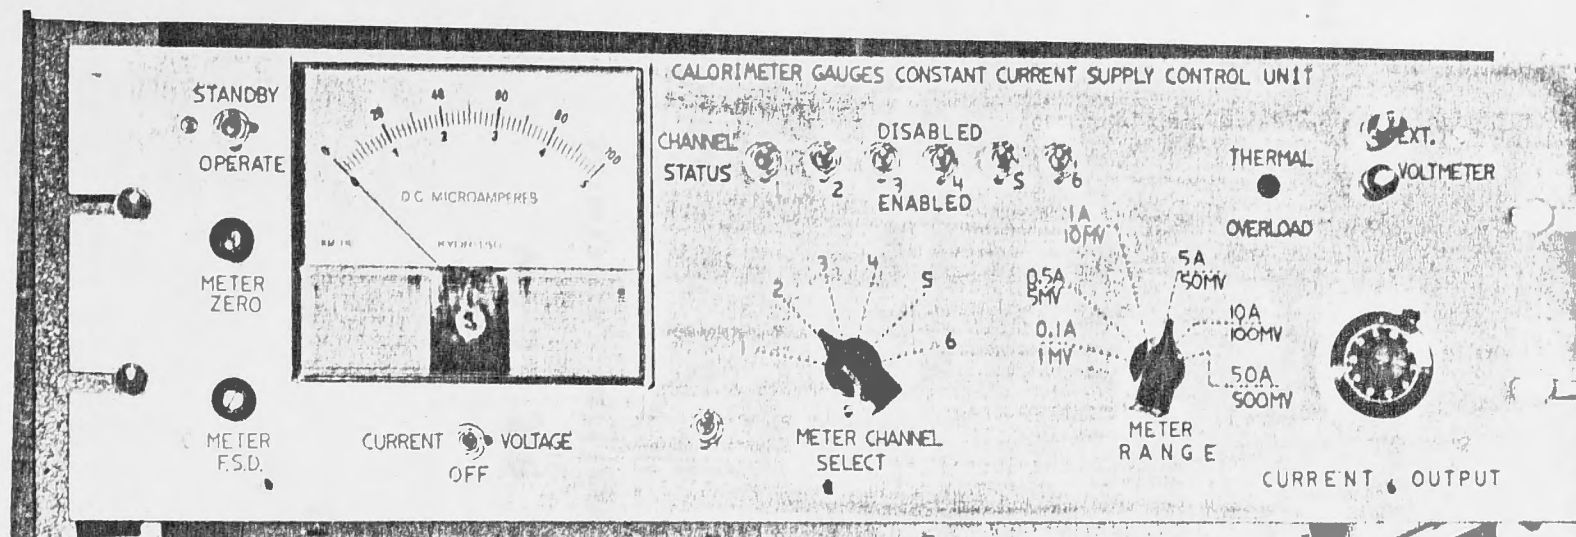 CALORIMETER GAUGES CONSTANT CURRENT SUPPLY CONTROL UNIT
STANDBY
OPERATE
METER
ZERO
METER
F.S.D.
0 20 40 60 80 100
1 2 3 4 5
D.C. MICROAMPERES
CURRENT VOLTAGE
OFF
CHANNEL
STATUS
DISABLED
1 2 3 4 5 6
ENABLED
THERMAL
OVERLOAD
EXT.
VOLTMETER
1 2 3 4 5 6
METER CHANNEL
SELECT
0.1A
1MV
0.5A
5MV
1A
10MV
5A
50MV
10A
100MV
50A
500MV
METER
RANGE
CURRENT OUTPUT